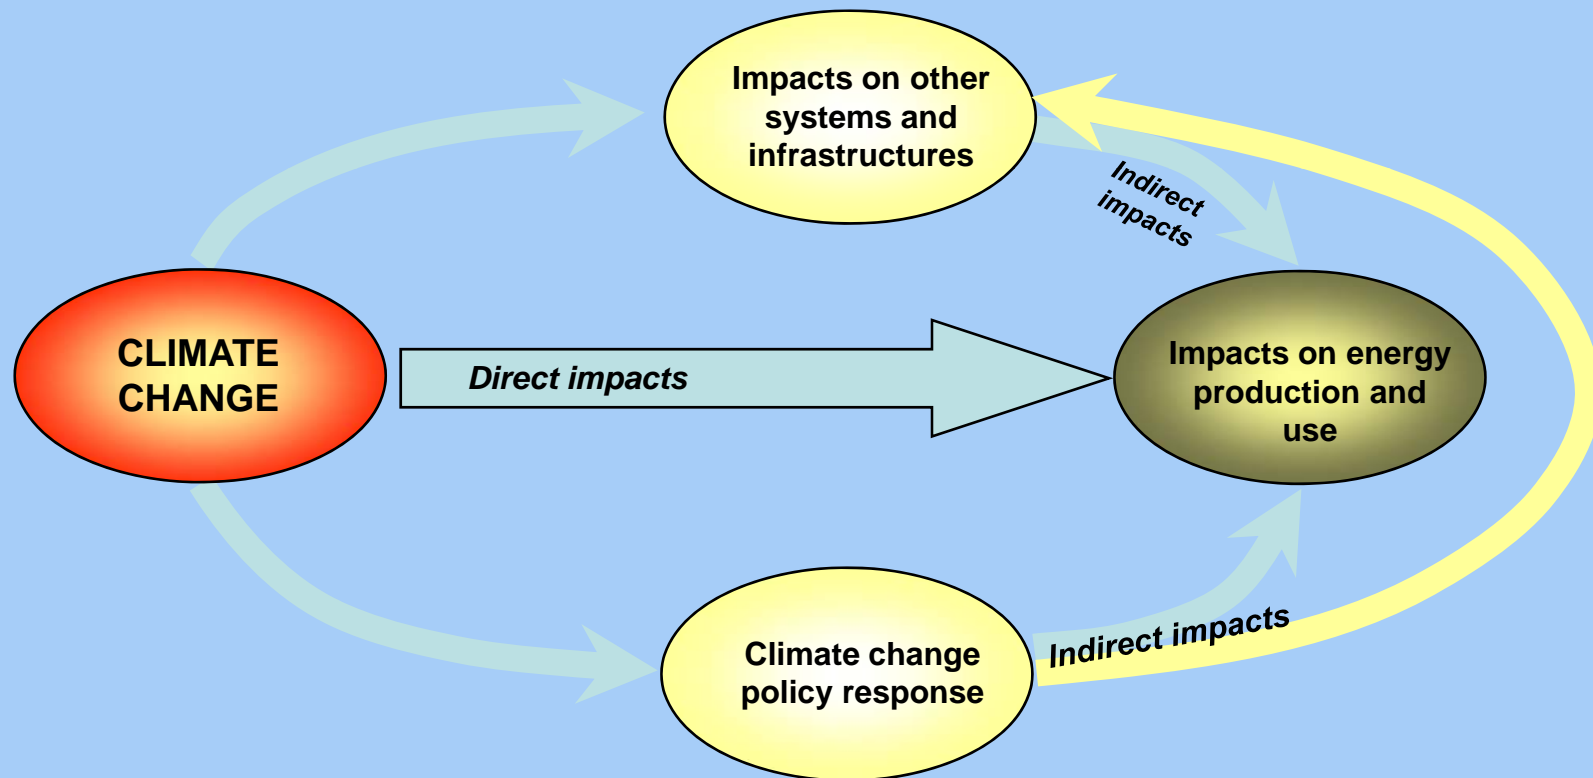 Impacts on other
systems and
infrastructures
Indirect
impacts
CLIMATE
CHANGE
Direct impacts
Impacts on energy
production and
use
Climate change
policy response
Indirect impacts